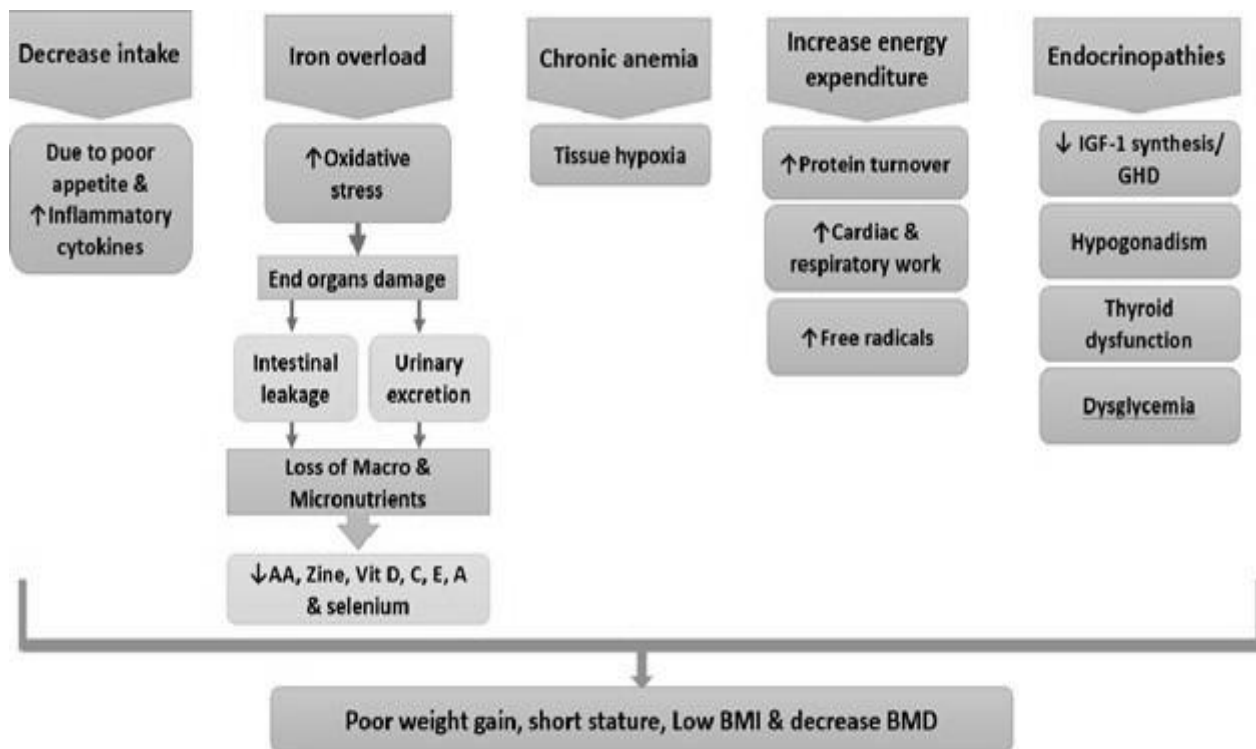 Decrease intake
Due to poor
appetite &
↑Inflammatory
cytokines
Iron overload
↑Oxidative
stress
End organs damage
Intestinal
leakage
Urinary
excretion
Loss of Macro &
Micronutrients
↓AA, Zine, Vit D, C, E, A
& selenium
Chronic anemia
Tissue hypoxia
Increase energy
expenditure
↑Protein turnover
↑Cardiac &
respiratory work
↑Free radicals
Endocrinopathies
↓ IGF-1 synthesis/
GHD
Hypogonadism
Thyroid
dysfunction
Dysglycemia
Poor weight gain, short stature, Low BMI & decrease BMD